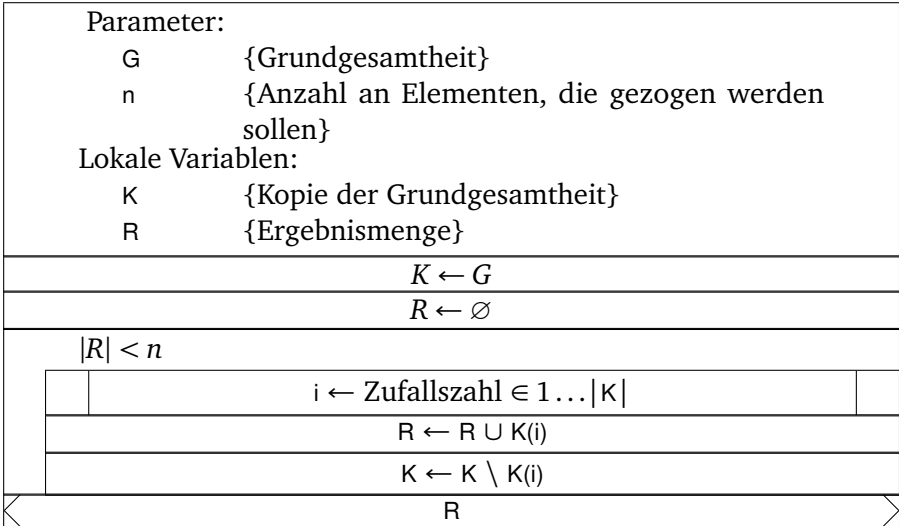 Parameter:
G {Grundgesamtheit}
n {Anzahl an Elementen, die gezogen werden
sollen}
Lokale Variablen:
K {Kopie der Grundgesamtheit}
R {Ergebnismenge}
K ← G
R ← ∅
|R| < n
i ← Zufallszahl ∈ 1...|K|
R ← R ∪ K(i)
K ← K \ K(i)
R